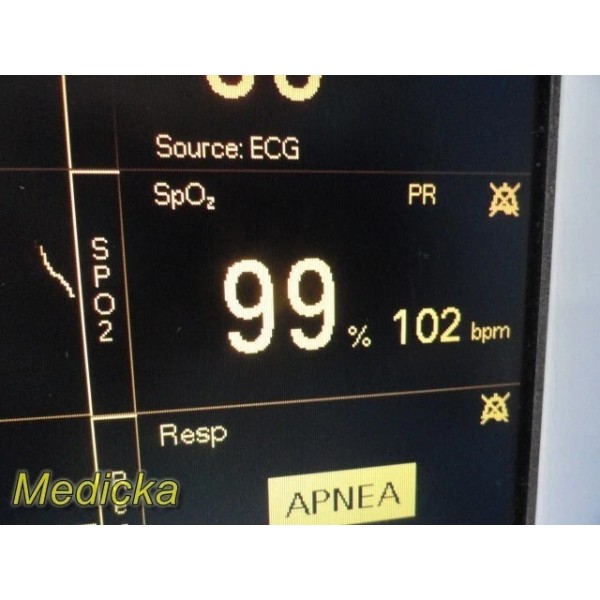 Source: ECG
SpO₂ PR
SPO2
99 % 102 bpm
Resp
APNEA
Medicka